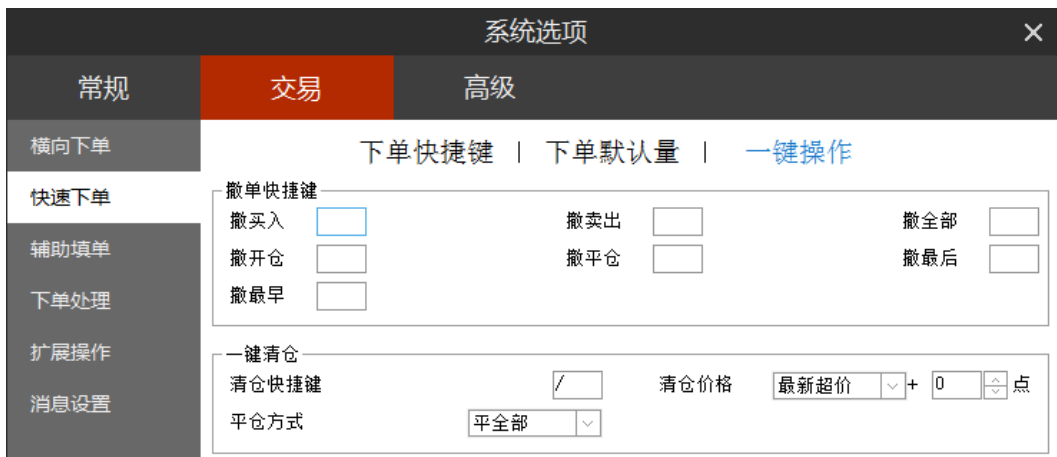 系统选项
常规 交易 高级
横向下单
快速下单
辅助填单
下单处理
扩展操作
消息设置
下单快捷键 | 下单默认量 | 一键操作
撤单快捷键
撤买入 撤卖出 撤全部
撤开仓 撤平仓 撤最后
撤最早
一键清仓
清仓快捷键 / 清仓价格 最新超价 + 0 点
平仓方式 平全部